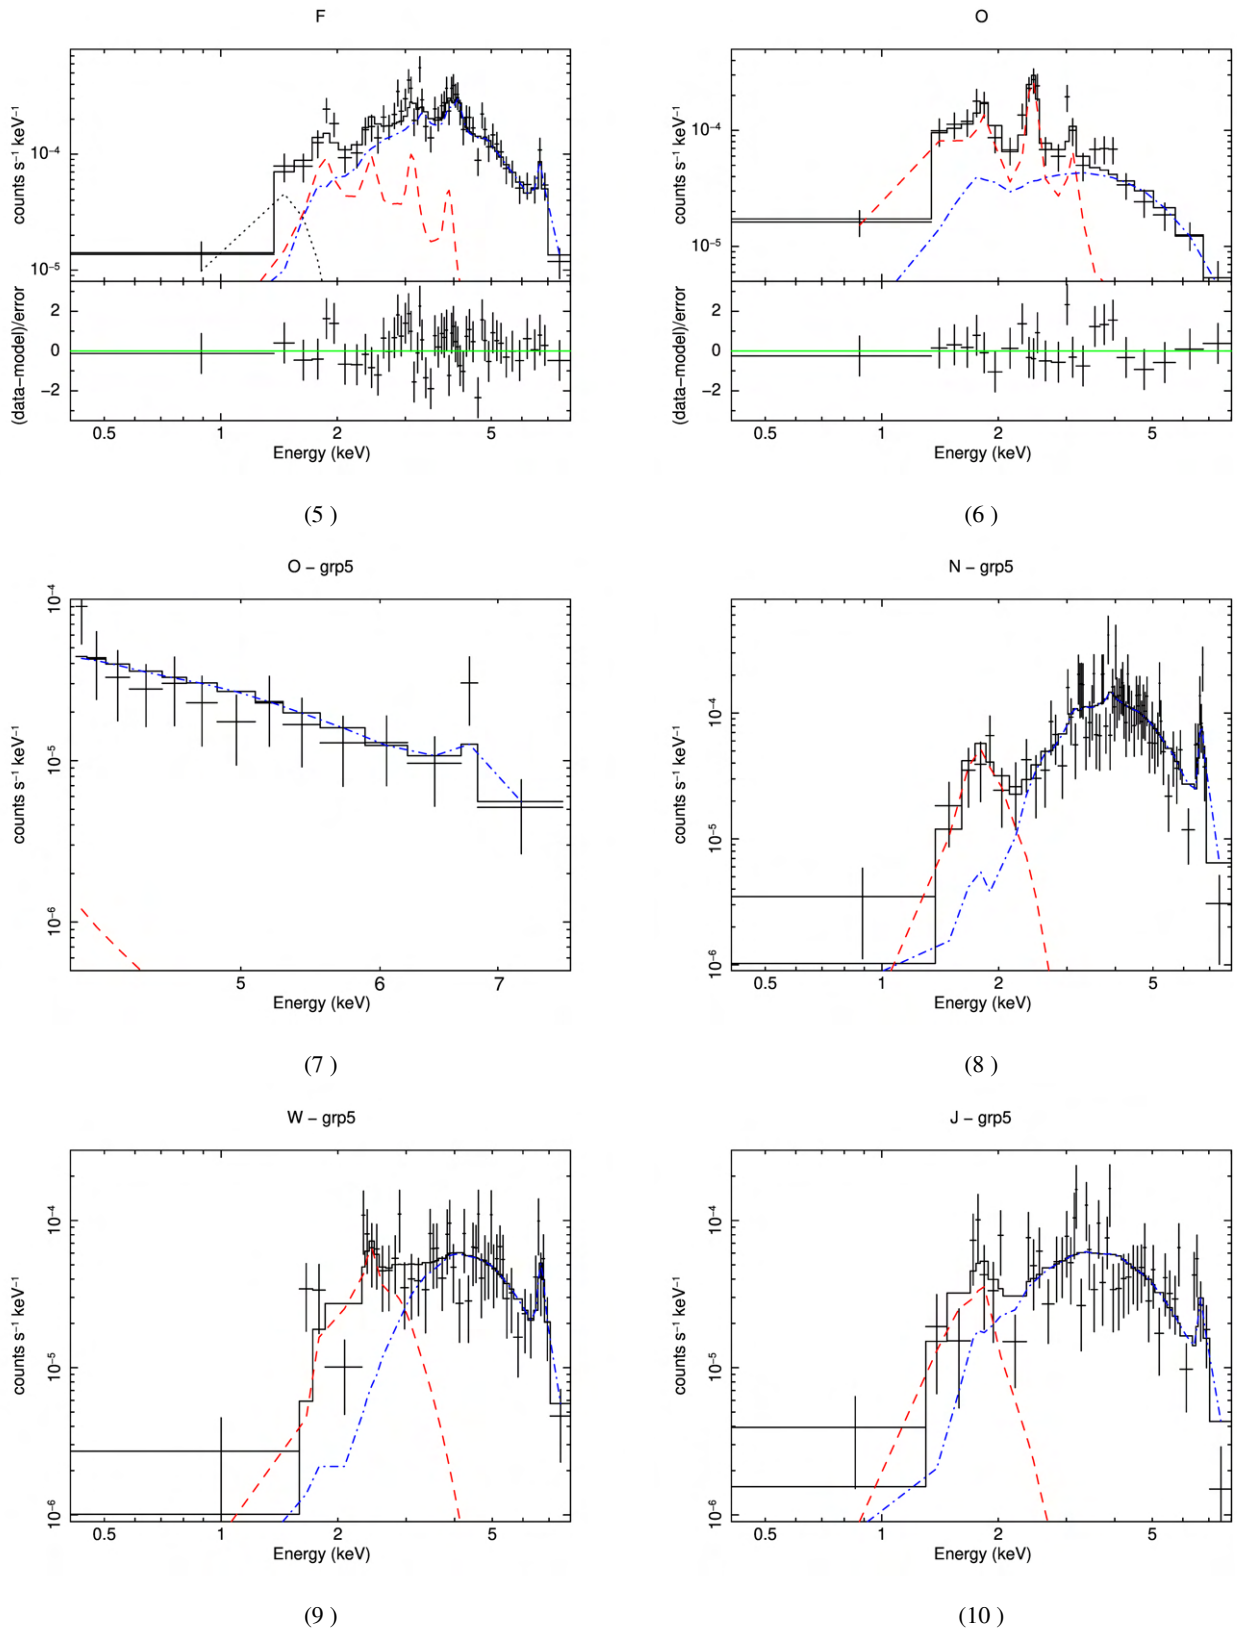 F
O
counts s⁻¹ keV⁻¹
10⁻⁴
10⁻⁵
(data−model)/error
2
0
−2
0.5
1
2
5
Energy (keV)
(5 )
counts s⁻¹ keV⁻¹
10⁻⁴
10⁻⁵
(data−model)/error
2
0
−2
0.5
1
2
5
Energy (keV)
(6 )
O − grp5
counts s⁻¹ keV⁻¹
10⁻⁴
10⁻⁵
10⁻⁶
5
6
7
Energy (keV)
(7 )
N − grp5
counts s⁻¹ keV⁻¹
10⁻⁴
10⁻⁵
10⁻⁶
0.5
1
2
5
Energy (keV)
(8 )
W − grp5
counts s⁻¹ keV⁻¹
10⁻⁴
10⁻⁵
10⁻⁶
0.5
1
2
5
Energy (keV)
(9 )
J − grp5
counts s⁻¹ keV⁻¹
10⁻⁴
10⁻⁵
10⁻⁶
0.5
1
2
5
Energy (keV)
(10 )